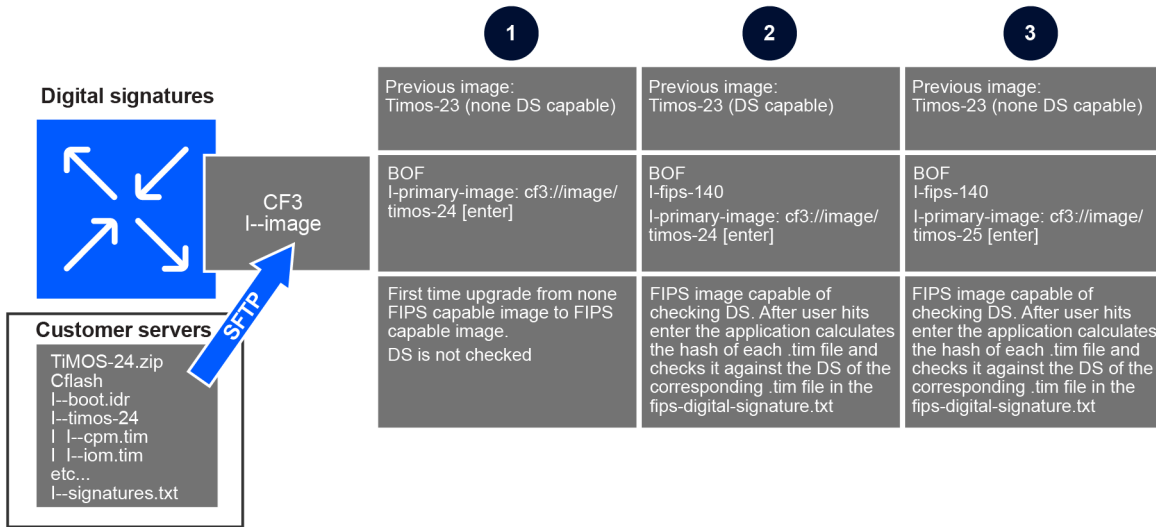 1
2
3
Digital signatures
CF3
I--image
SFTP
Customer servers
TiMOS-24.zip
Cflash
I--boot.idr
I--timos-24
I I--cpm.tim
I I--iom.tim
etc...
I--signatures.txt
Previous image:
Timos-23 (none DS capable)
BOF
I-primary-image: cf3://image/
timos-24 [enter]
First time upgrade from none
FIPS capable image to FIPS
capable image.
DS is not checked
Previous image:
Timos-23 (DS capable)
BOF
I-fips-140
I-primary-image: cf3://image/
timos-24 [enter]
FIPS image capable of
checking DS. After user hits
enter the application calculates
the hash of each .tim file and
checks it against the DS of the
corresponding .tim file in the
fips-digital-signature.txt
Previous image:
Timos-23 (none DS capable)
BOF
I-fips-140
I-primary-image: cf3://image/
timos-25 [enter]
FIPS image capable of
checking DS. After user hits
enter the application calculates
the hash of each .tim file and
checks it against the DS of the
corresponding .tim file in the
fips-digital-signature.txt